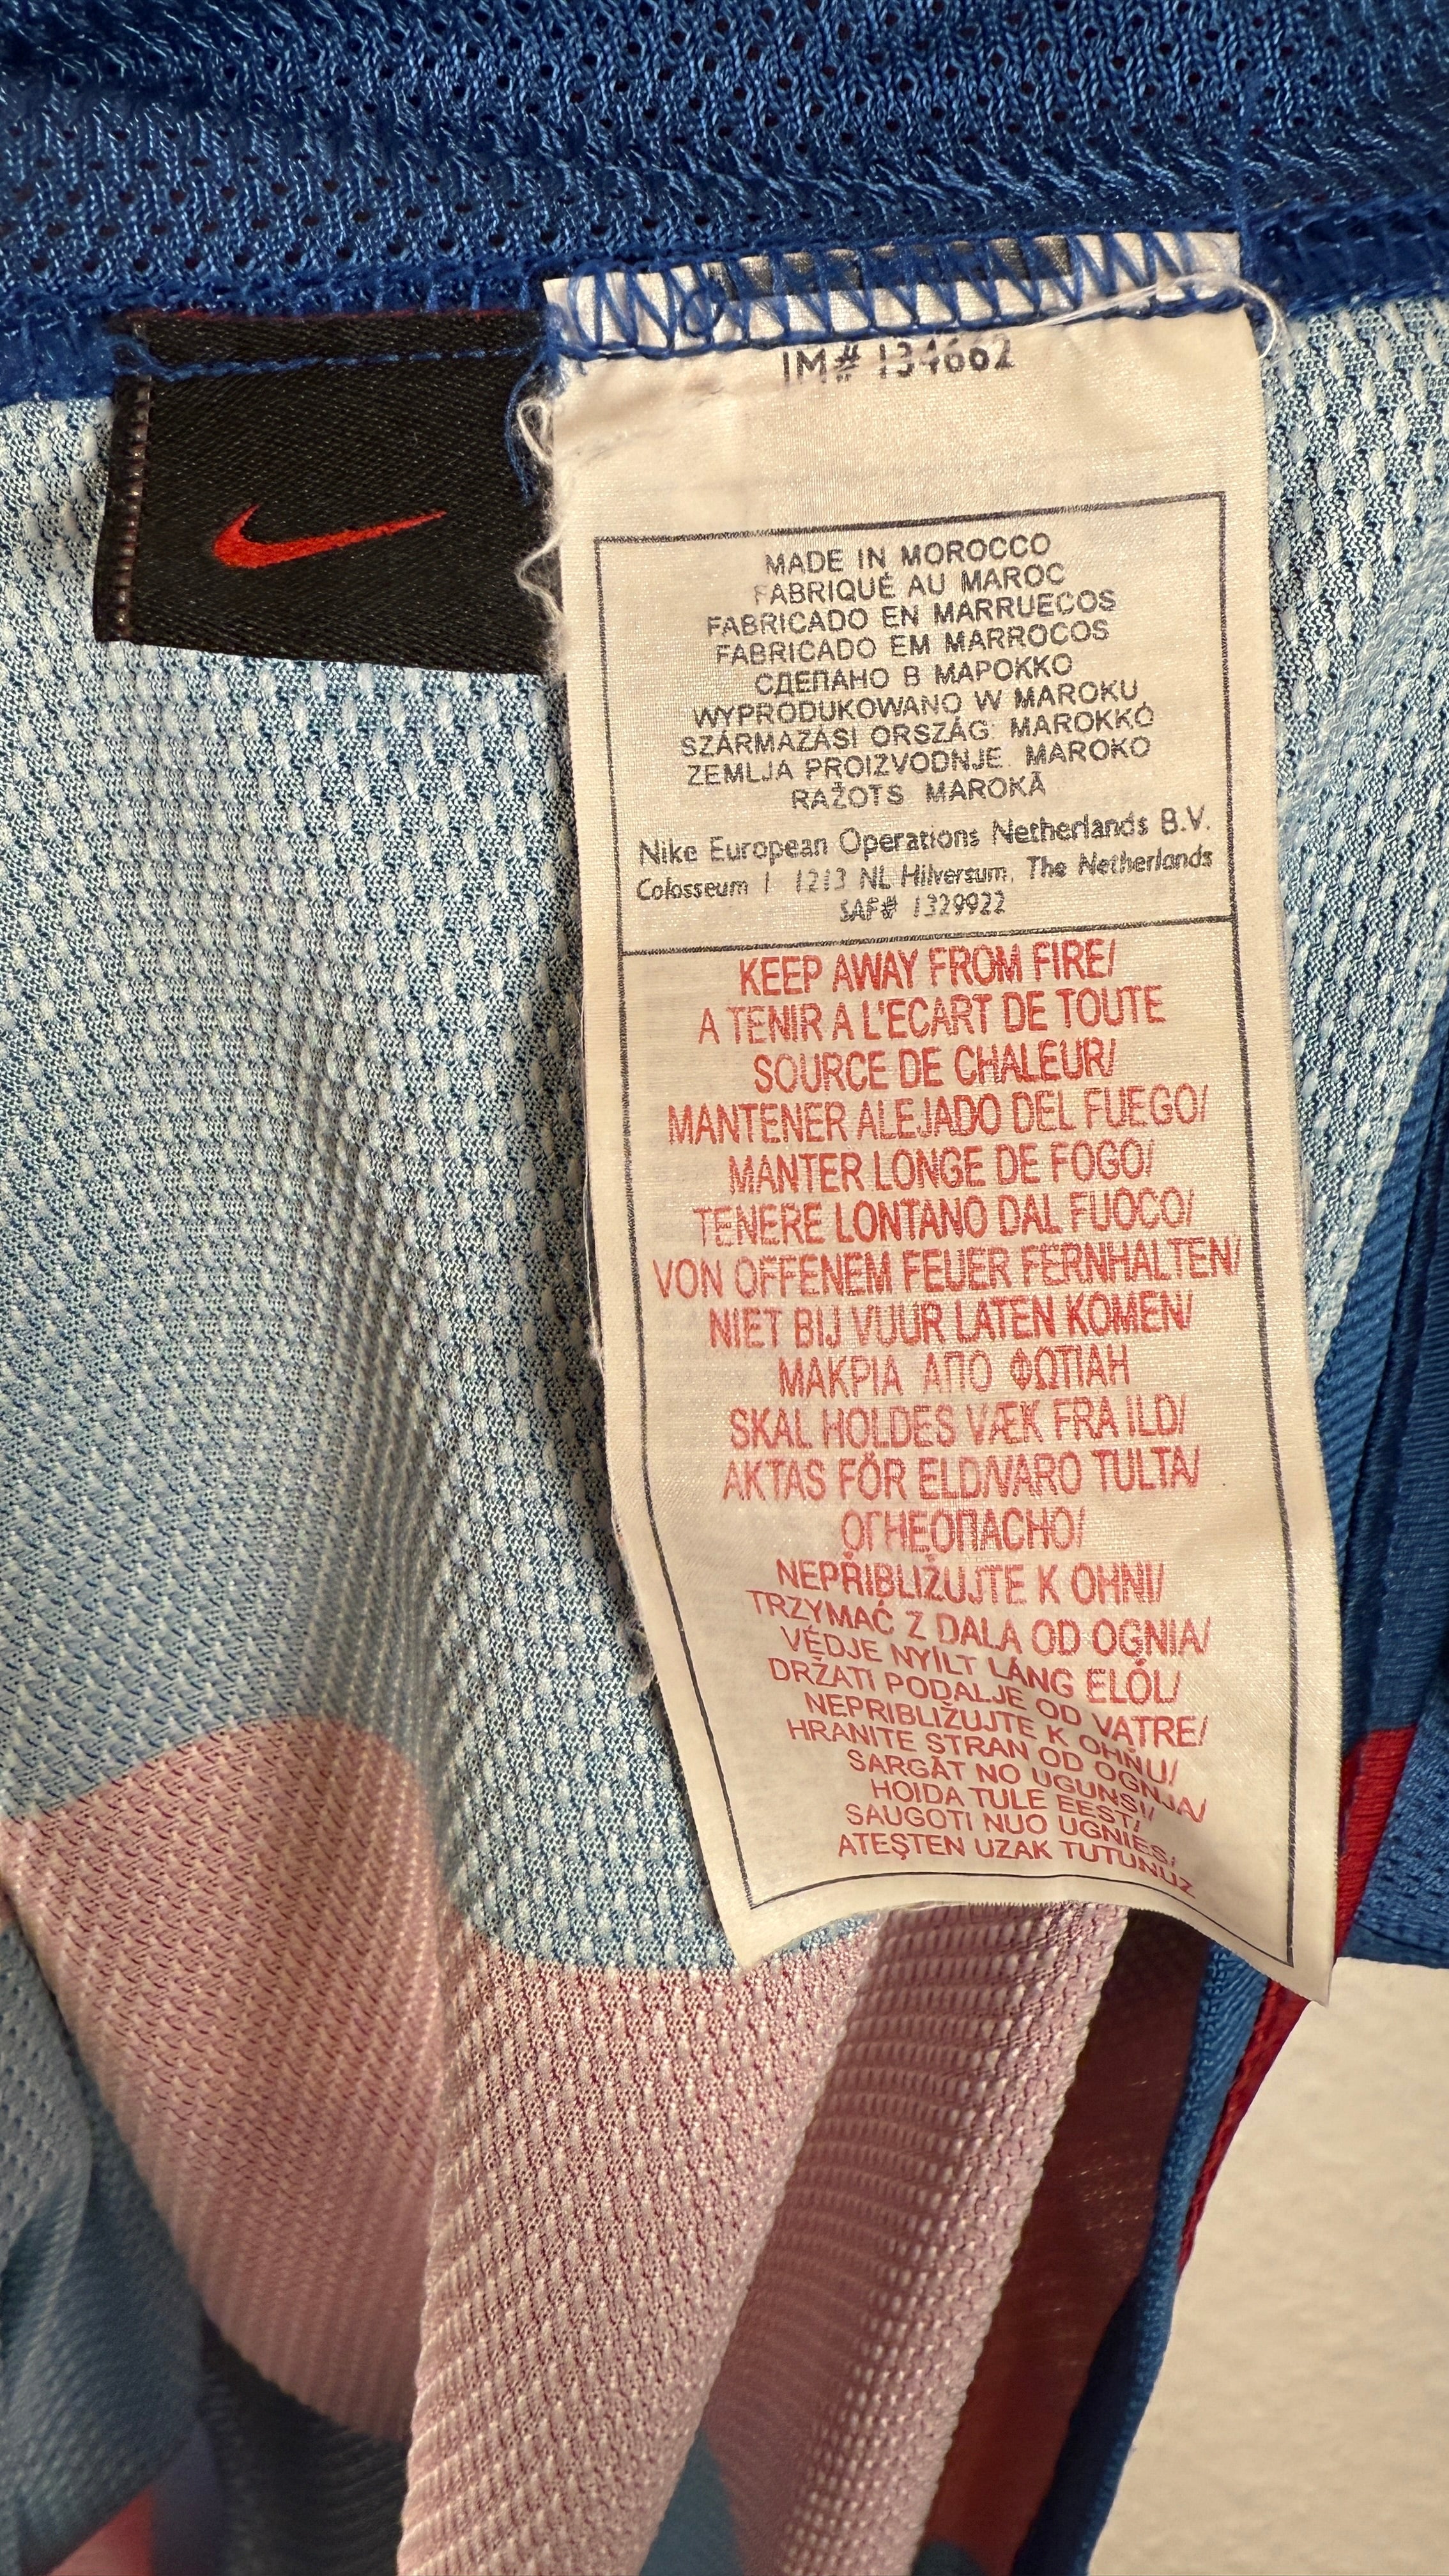 IM# 134662
MADE IN MOROCCO
FABRIQUÉ AU MAROC
FABRICADO EN MARRUECOS
FABRICADO EM MARROCOS
СДЕПАНО В МАРОККО
WYPRODUKOWANO W MAROKU
SZÁRMAZÁSI ORSZÁG: MAROKKÓ
ZEMLJA PROIZVODNJE: MAROKO
RAŽOTS MAROKĀ
Nike European Operations Netherlands B.V.
Colosseum 1 1213 NL Hilversum, The Netherlands
SAF# 1329922
KEEP AWAY FROM FIRE/
A TENIR A L'ECART DE TOUTE
SOURCE DE CHALEUR/
MANTENER ALEJADO DEL FUEGO/
MANTER LONGE DE FOGO/
TENERE LONTANO DAL FUOCO/
VON OFFENEM FEUER FERNHALTEN/
NIET BIJ VUUR LATEN KOMEN/
ΜΑΚΡΙΑ ΑΠΟ ΦΩΤΙΑΗ
SKAL HOLDES VÆK FRA ILD/
AKTAS FÖR ELD/VARO TULTA/
ОГНЕОПАСНО/
NEPŘIBLIŽUJTE K OHNI/
TRZYMAĆ Z DALA OD OGNIA/
VÉDJE NYÍLT LÁNG ELÓL/
DRŽATI PODALJE OD VATRE/
NEPRIBLIŽUJTE K OHŇU/
HRANITE STRAN OD OGNJA/
SARGĀT NO UGUNS!/
HOIDA TULE EEST/
SAUGOTI NUO UGNIES/
ATEŞTEN UZAK TUTUNUZ